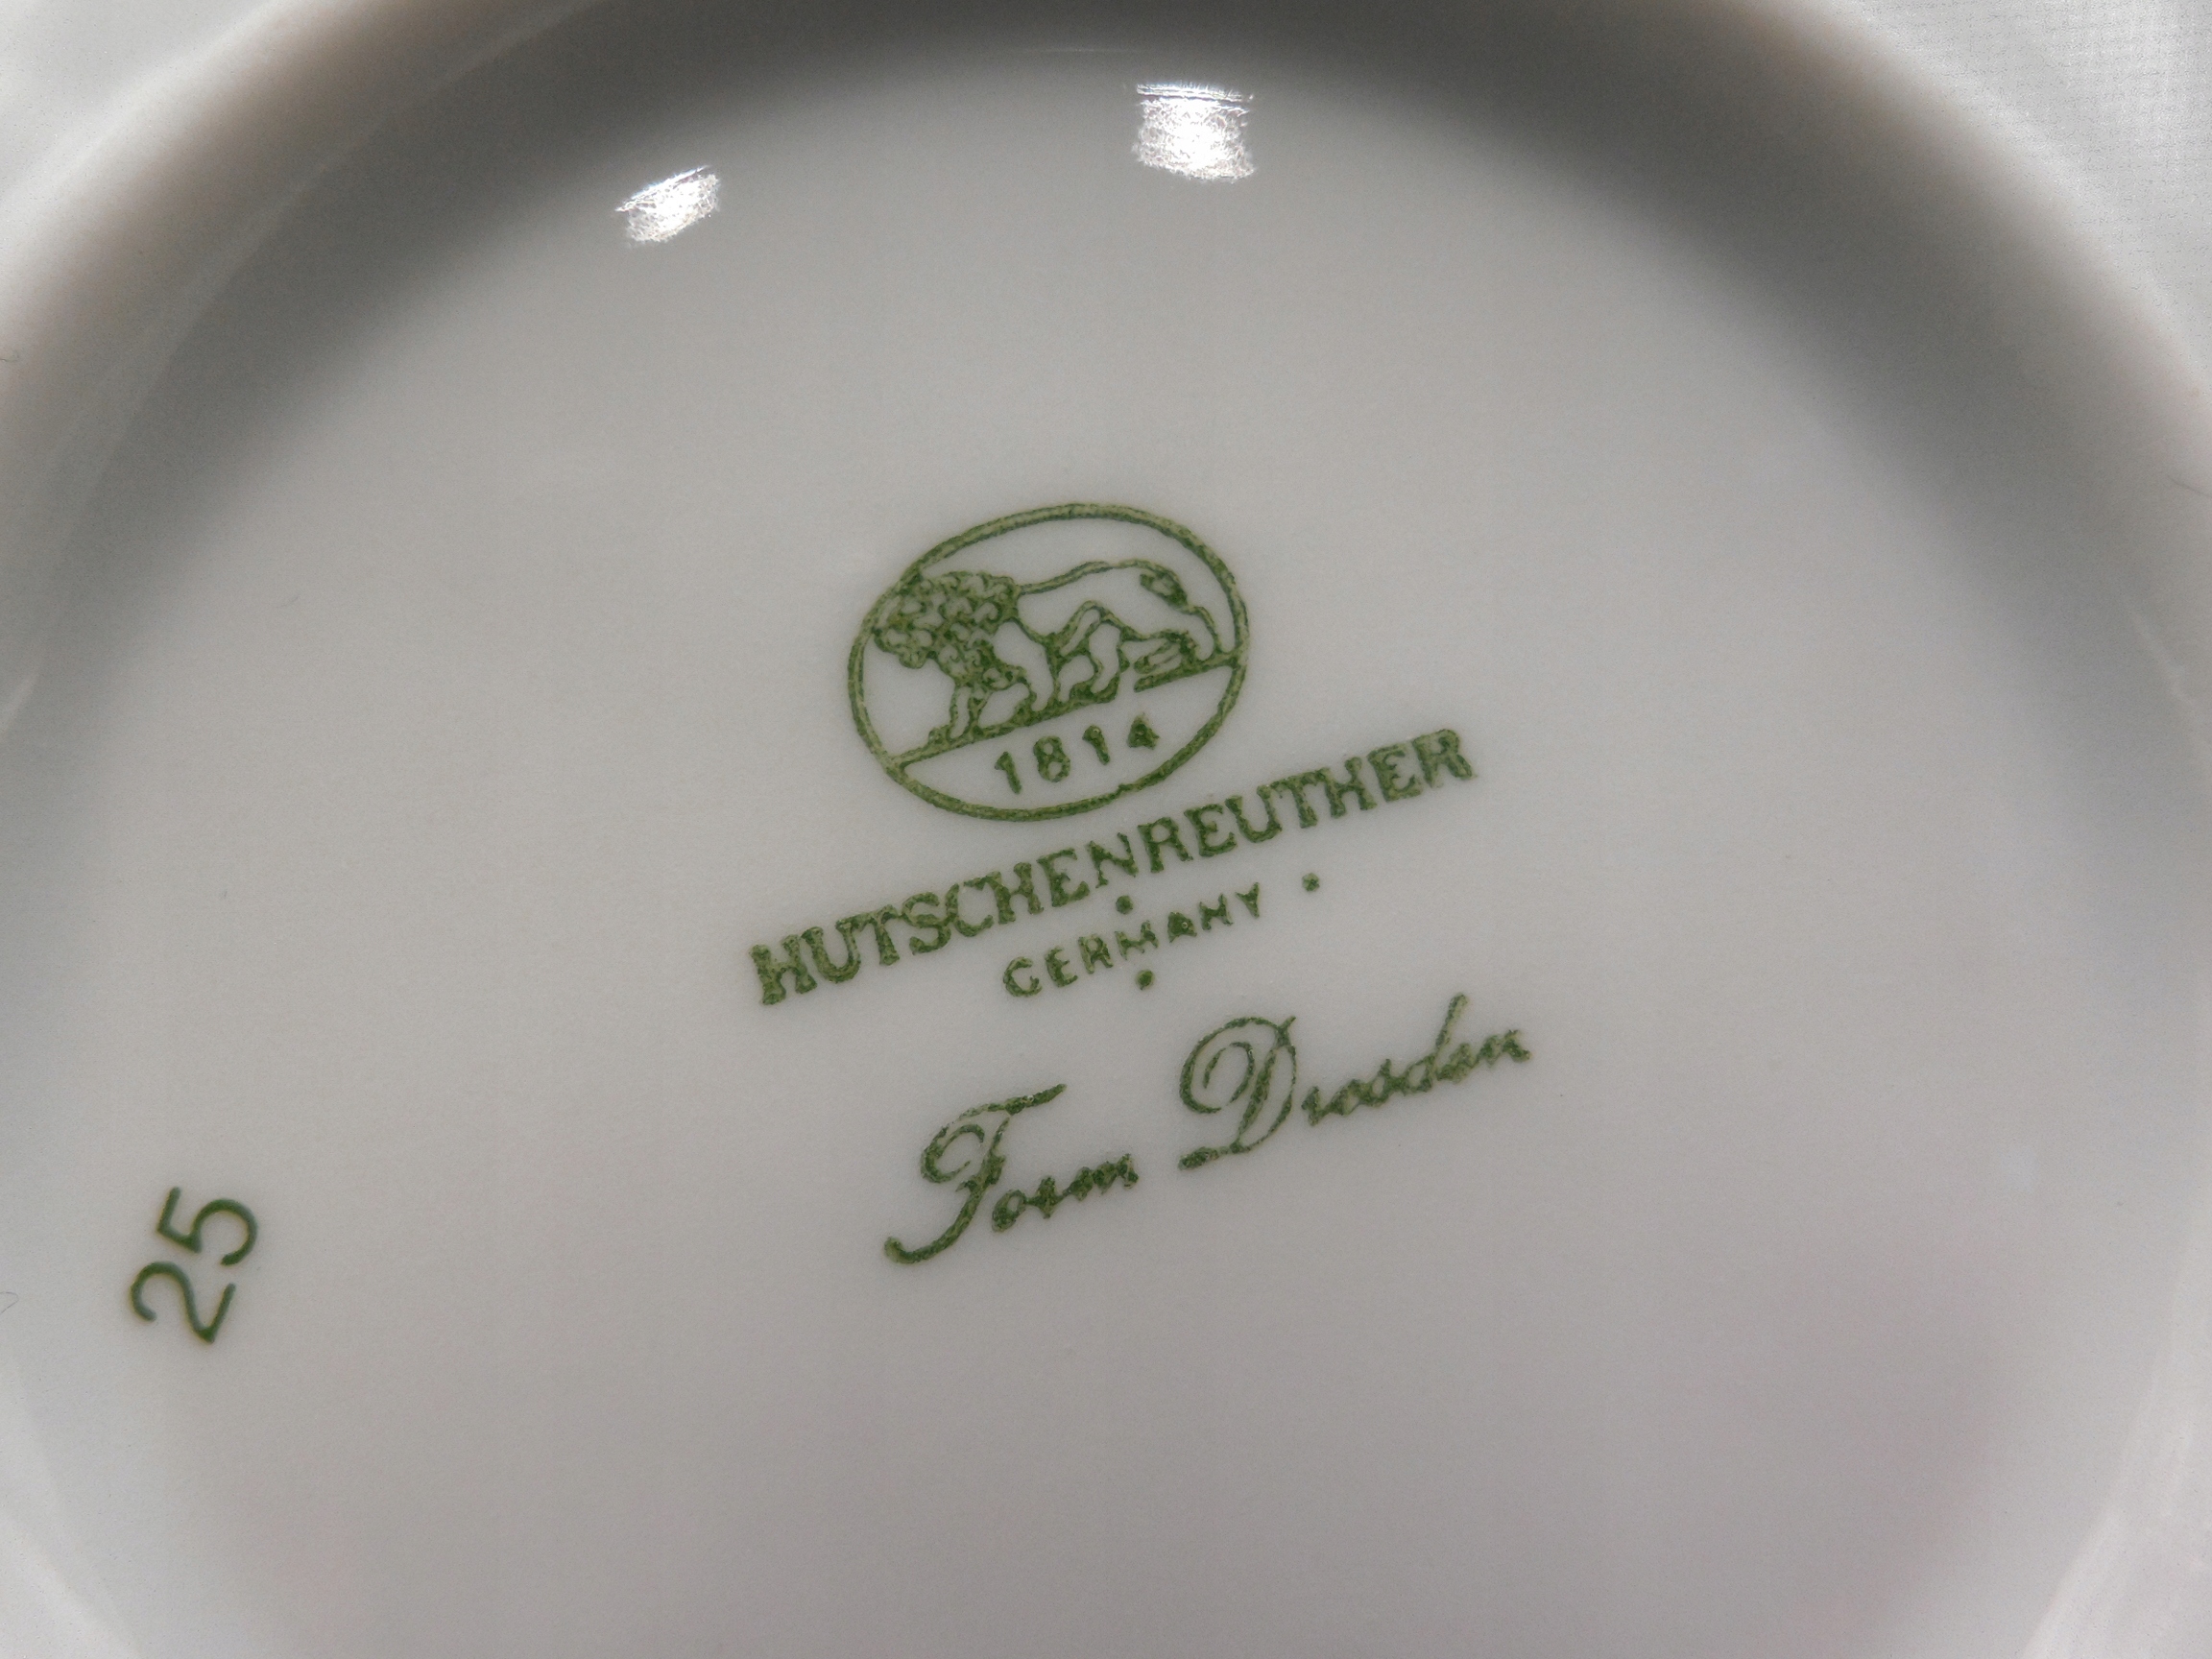 1814
HUTSCHENREUTHER
GERMANY
Form Dresden
25